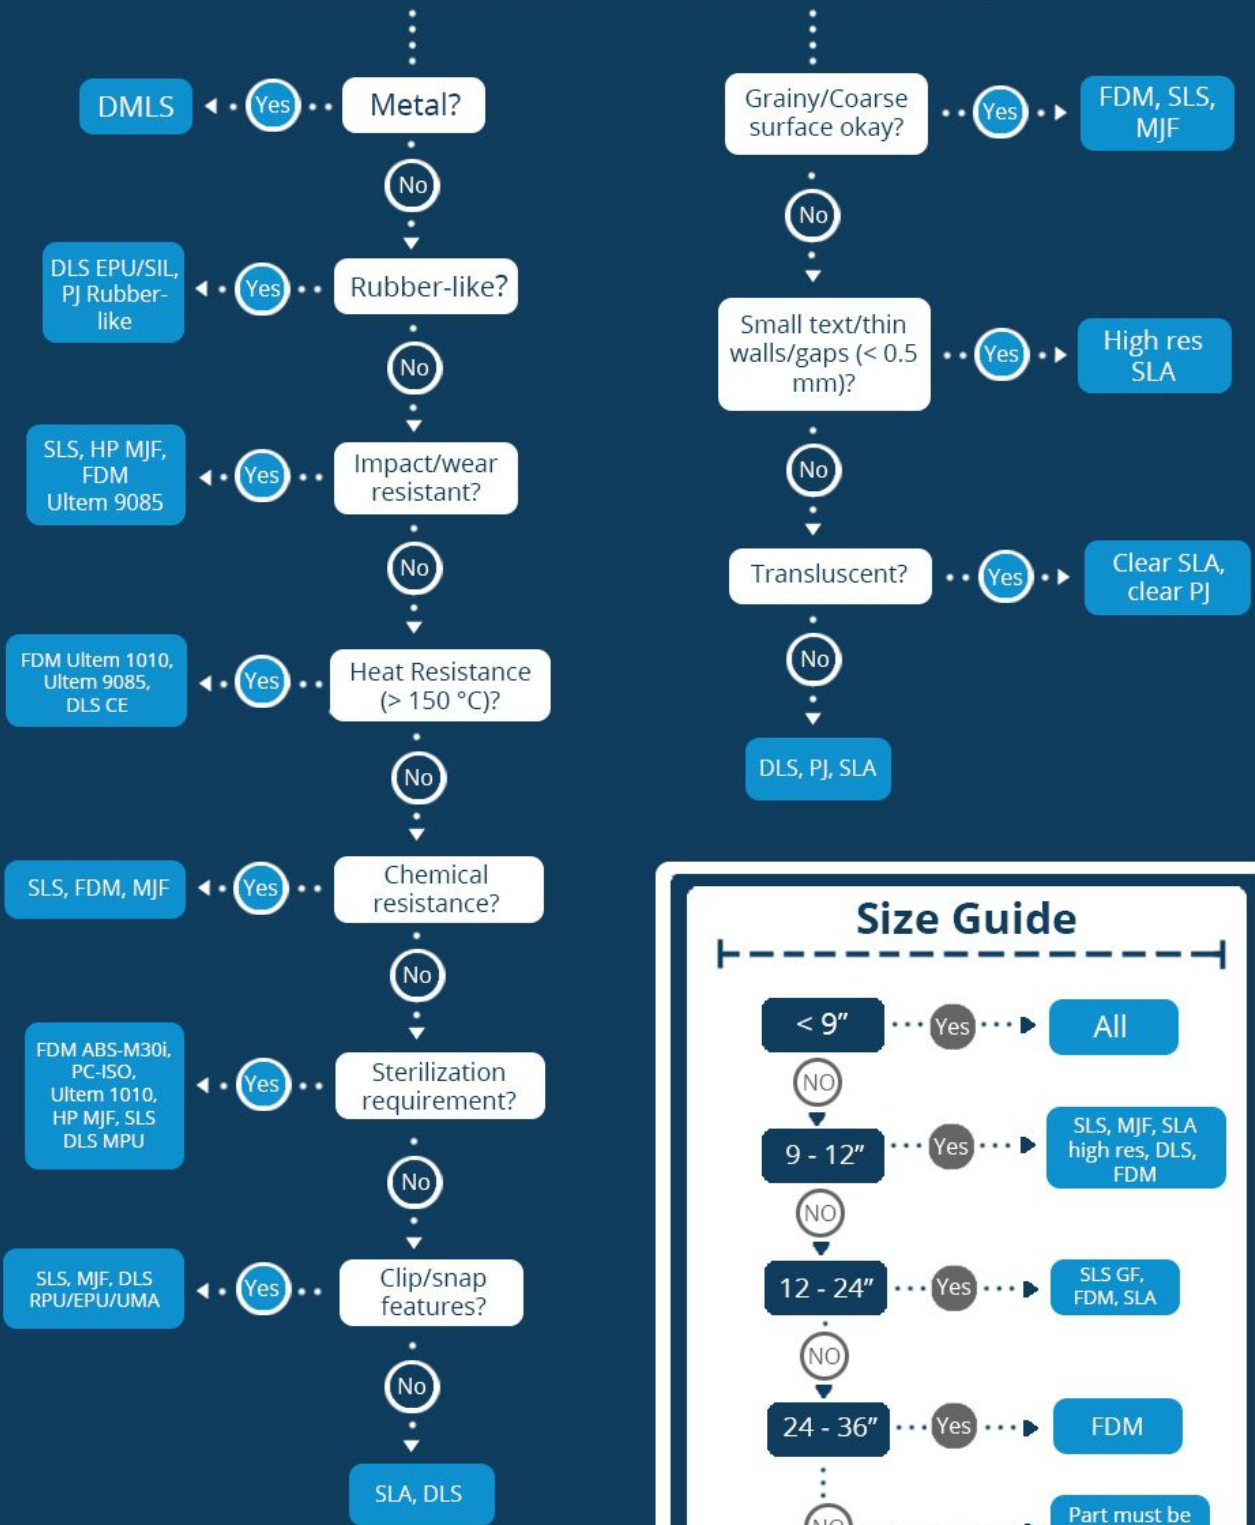 Metal?
Yes
DMLS
No
Rubber-like?
Yes
DLS EPU/SIL,
PJ Rubber-
like
No
Impact/wear
resistant?
Yes
SLS, HP MJF,
FDM
Ultem 9085
No
Heat Resistance
(> 150 °C)?
Yes
FDM Ultem 1010,
Ultem 9085,
DLS CE
No
Chemical
resistance?
Yes
SLS, FDM, MJF
No
Sterilization
requirement?
Yes
FDM ABS-M30i,
PC-ISO,
Ultem 1010,
HP MJF, SLS
DLS MPU
No
Clip/snap
features?
Yes
SLS, MJF, DLS
RPU/EPU/UMA
No
SLA, DLS
Grainy/Coarse
surface okay?
Yes
FDM, SLS,
MJF
No
Small text/thin
walls/gaps (< 0.5
mm)?
Yes
High res
SLA
No
Transluscent?
Yes
Clear SLA,
clear PJ
No
DLS, PJ, SLA
Size Guide
< 9”
Yes
All
NO
9 - 12”
Yes
SLS, MJF, SLA
high res, DLS,
FDM
NO
12 - 24”
Yes
SLS GF,
FDM, SLA
NO
24 - 36”
Yes
FDM
NO
Part must be